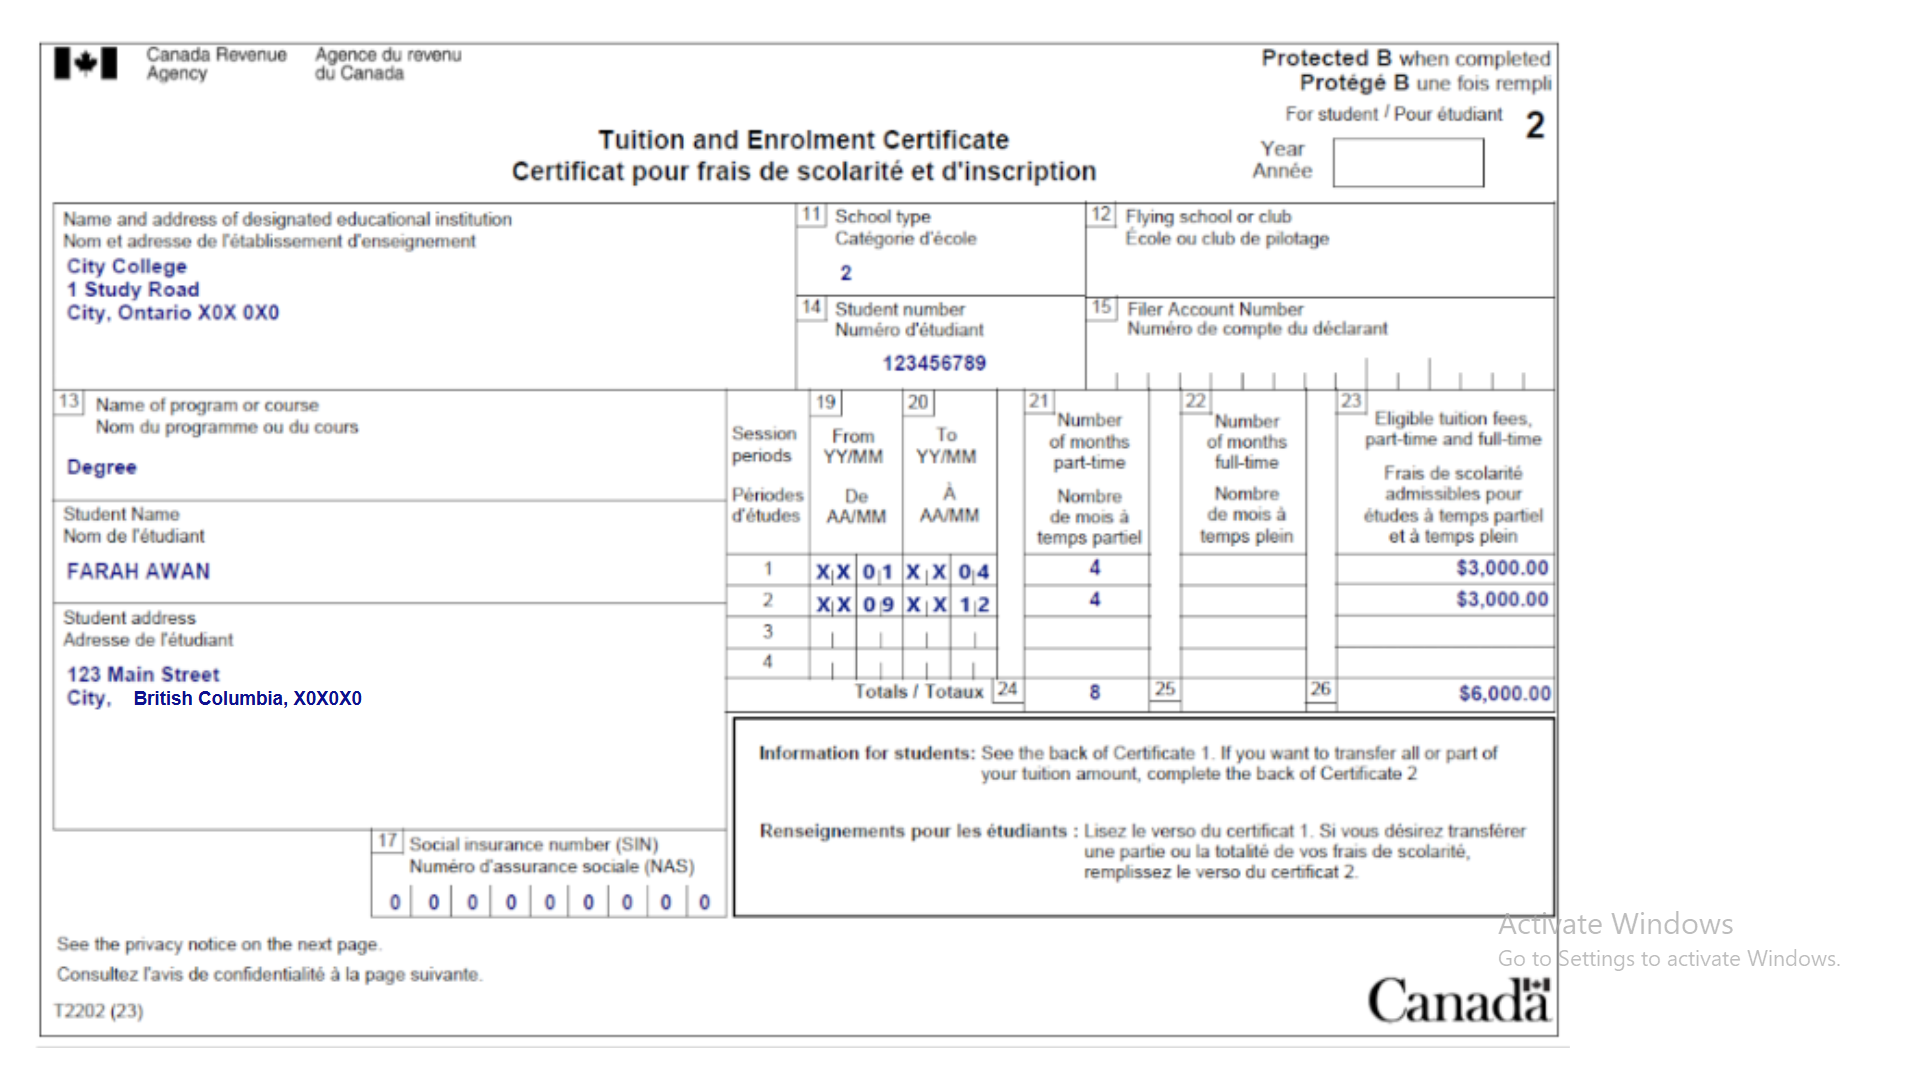 Canada Revenue Agency
Agence du revenu du Canada
Protected B when completed
Protégé B une fois rempli
For student / Pour étudiant
2
Tuition and Enrolment Certificate
Certificat pour frais de scolarité et d'inscription
Year
Année
Name and address of designated educational institution
Nom et adresse de l'établissement d'enseignement
City College
1 Study Road
City, Ontario X0X 0X0
11 School type
Catégorie d'école
2
12 Flying school or club
École ou club de pilotage
14 Student number
Numéro d'étudiant
123456789
15 Filer Account Number
Numéro de compte du déclarant
13 Name of program or course
Nom du programme ou du cours
Degree
Student Name
Nom de l'étudiant
FARAH AWAN
Student address
Adresse de l'étudiant
123 Main Street
City, British Columbia, X0X0X0
Session periods
Périodes d'études
19
From
YY/MM
De
AA/MM
20
To
YY/MM
À
AA/MM
21
Number
of months
part-time
Nombre
de mois à
temps partiel
22
Number
of months
full-time
Nombre
de mois à
temps plein
23
Eligible tuition fees,
part-time and full-time
Frais de scolarité
admissibles pour
études à temps partiel
et à temps plein
1 X X 0 1 X X 0 4 4 $3,000.00
2 X X 0 9 X X 1 2 4 $3,000.00
3
4
Totals / Totaux 24 8 25 26 $6,000.00
Information for students: See the back of Certificate 1. If you want to transfer all or part of
your tuition amount, complete the back of Certificate 2
Renseignements pour les étudiants : Lisez le verso du certificat 1. Si vous désirez transférer
une partie ou la totalité de vos frais de scolarité,
remplissez le verso du certificat 2.
17 Social insurance number (SIN)
Numéro d'assurance sociale (NAS)
0 0 0 0 0 0 0 0 0
See the privacy notice on the next page.
Consultez l'avis de confidentialité à la page suivante.
T2202 (23)
Canada
Activate Windows
Go to Settings to activate Windows.